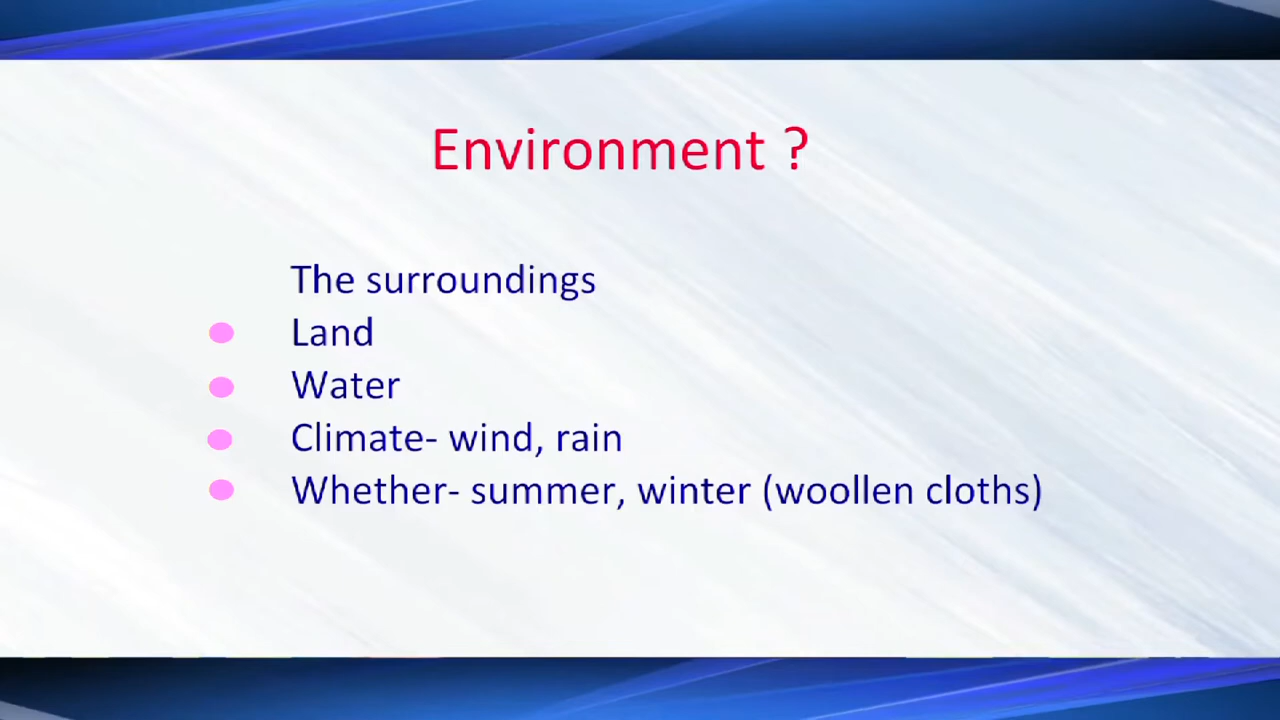 Environment ?
The surroundings
Land
Water
Climate- wind, rain
Whether- summer, winter (woollen cloths)